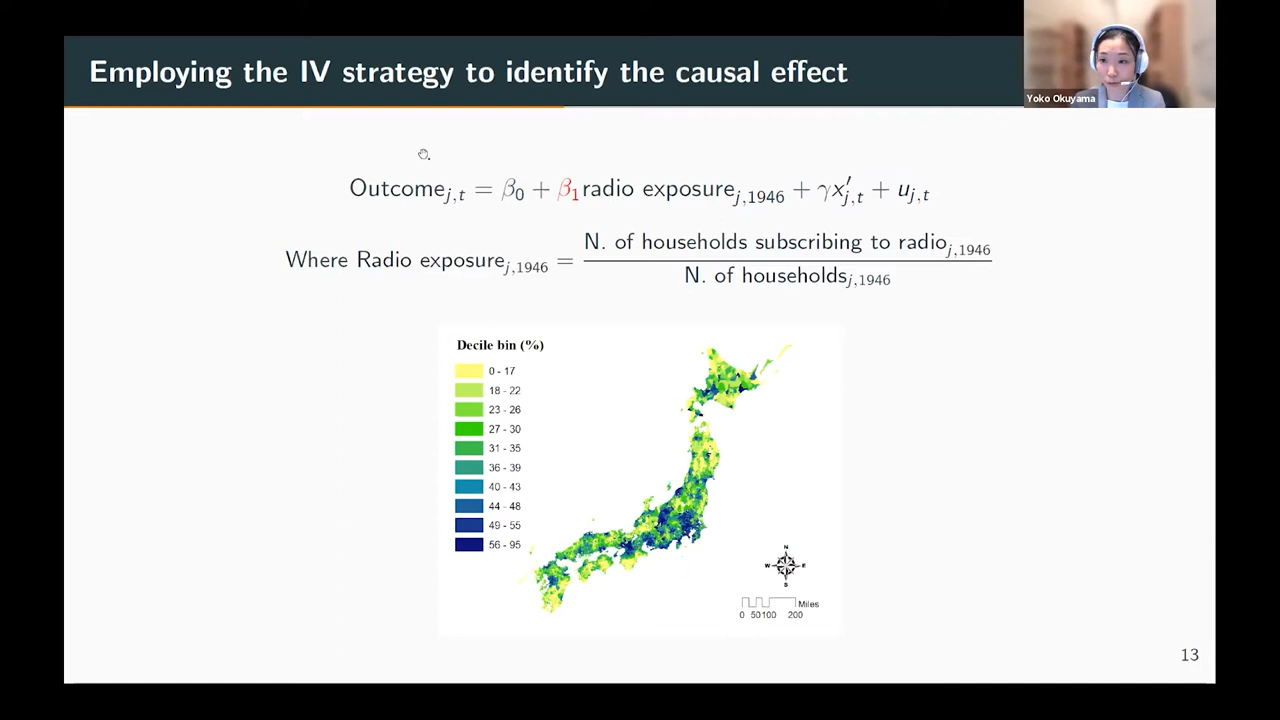 Employing the IV strategy to identify the causal effect
Yoko Okuyama
Outcome_{j,t} = β_0 + β_1 radio exposure_{j,1946} + γx'_{j,t} + u_{j,t}
Where Radio exposure_{j,1946} = N. of households subscribing to radio_{j,1946}
N. of households_{j,1946}
Decile bin (%)
0 - 17
18 - 22
23 - 26
27 - 30
31 - 35
36 - 39
40 - 43
44 - 48
49 - 55
56 - 95
N
W E
S
Miles
0 50 100 200
13